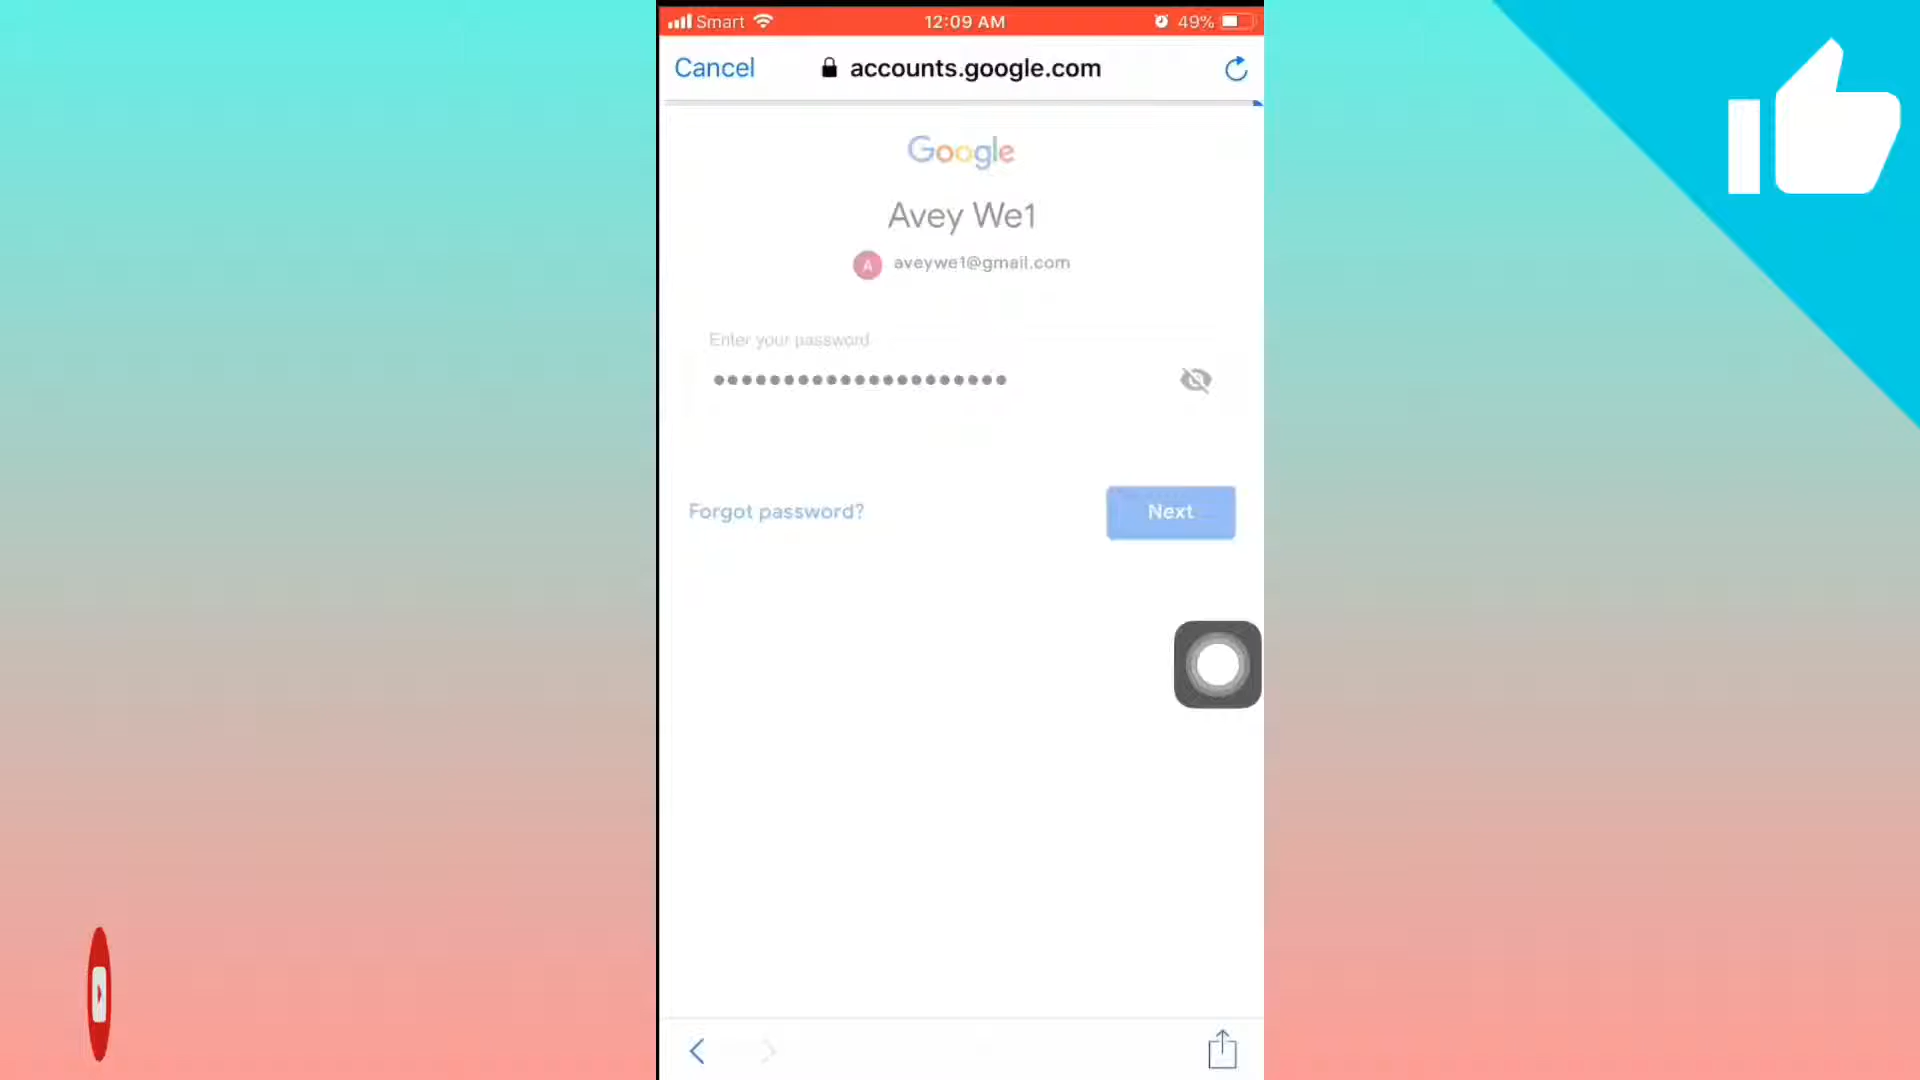 Smart 12:09 AM 49%
Cancel accounts.google.com
Google
Avey We1
A aveywe1@gmail.com
Enter your password
Forgot password? Next